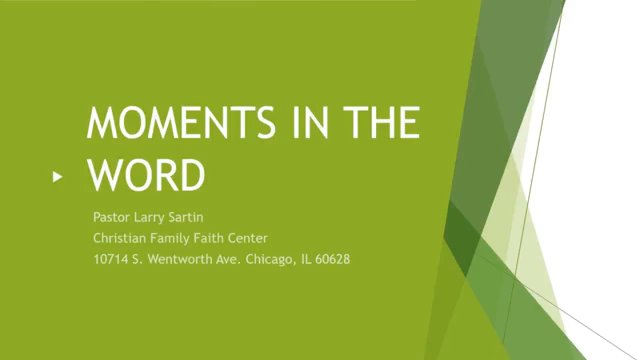 MOMENTS IN THE
WORD
Pastor Larry Sartin
Christian Family Faith Center
10714 S. Wentworth Ave. Chicago, IL 60628